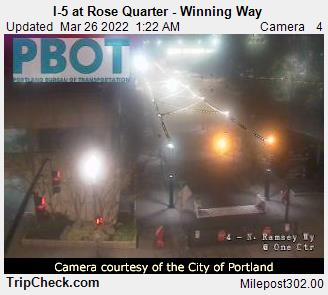 I-5 at Rose Quarter - Winning Way
Updated Mar 26 2022 1:22 AM Camera 4
PBOT
PORTLAND BUREAU OF TRANSPORTATION
4 - N. Ramsey Wy
@ One Ctr
Camera courtesy of the City of Portland
TripCheck.com Milepost302.00